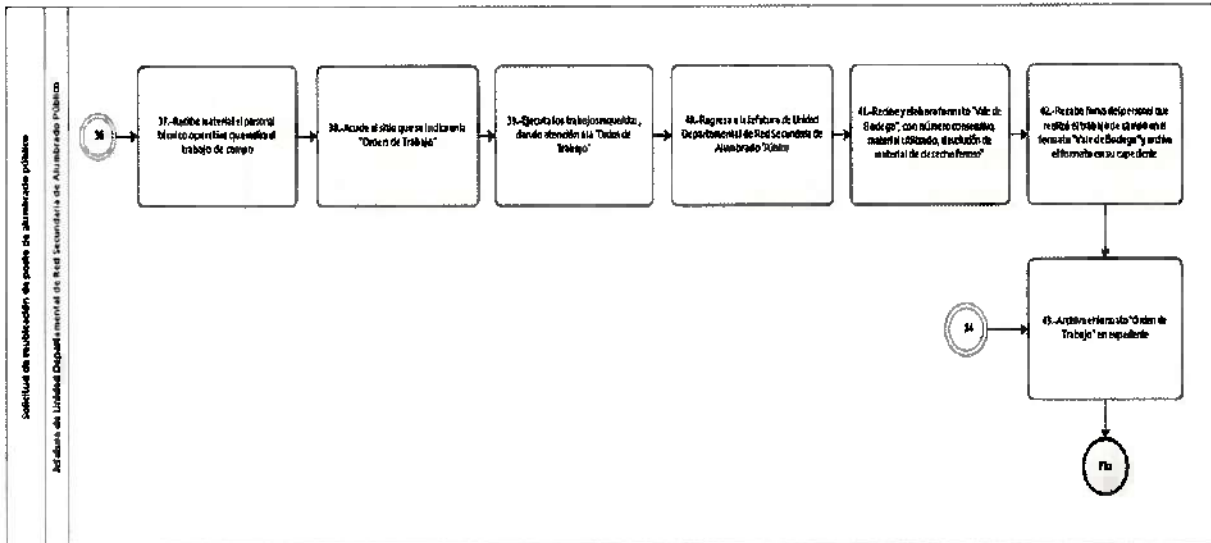 Solicitud de reubicación de poste de alumbrado público
Jefatura de Unidad Departamental de Red Secundaria de Alumbrado Público
36
37.-Recibe material el personal
técnico operativo que realiza el
trabajo de campo
38.-Acude al sitio que se indica en la
"Orden de Trabajo"
39.-Ejecuta los trabajos requeridos,
dando atención a la "Orden de
Trabajo"
40.-Regresa a la Jefatura de Unidad
Departamental de Red Secundaria de
Alumbrado Público
41.-Recibe y elabora formato "Vale de
Bodega", con número consecutivo,
material utilizado, devolución de
material de desecho ferroso"
42.-Recaba firma del personal que
realizó el trabajo de campo en el
formato "Vale de Bodega" y archiva
el formato en su expediente
34
43.-Archiva el formato "Orden de
Trabajo" en expediente
Fin